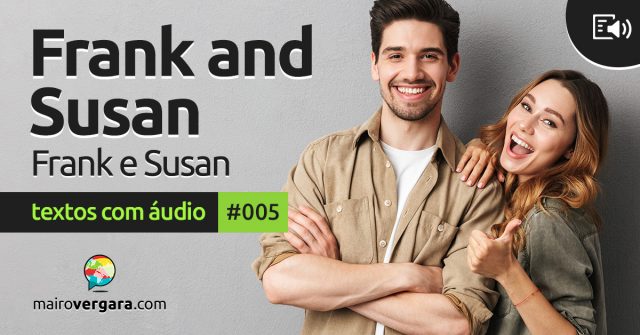 Frank and
Susan
Frank e Susan
textos com áudio #005
mairovergara.com